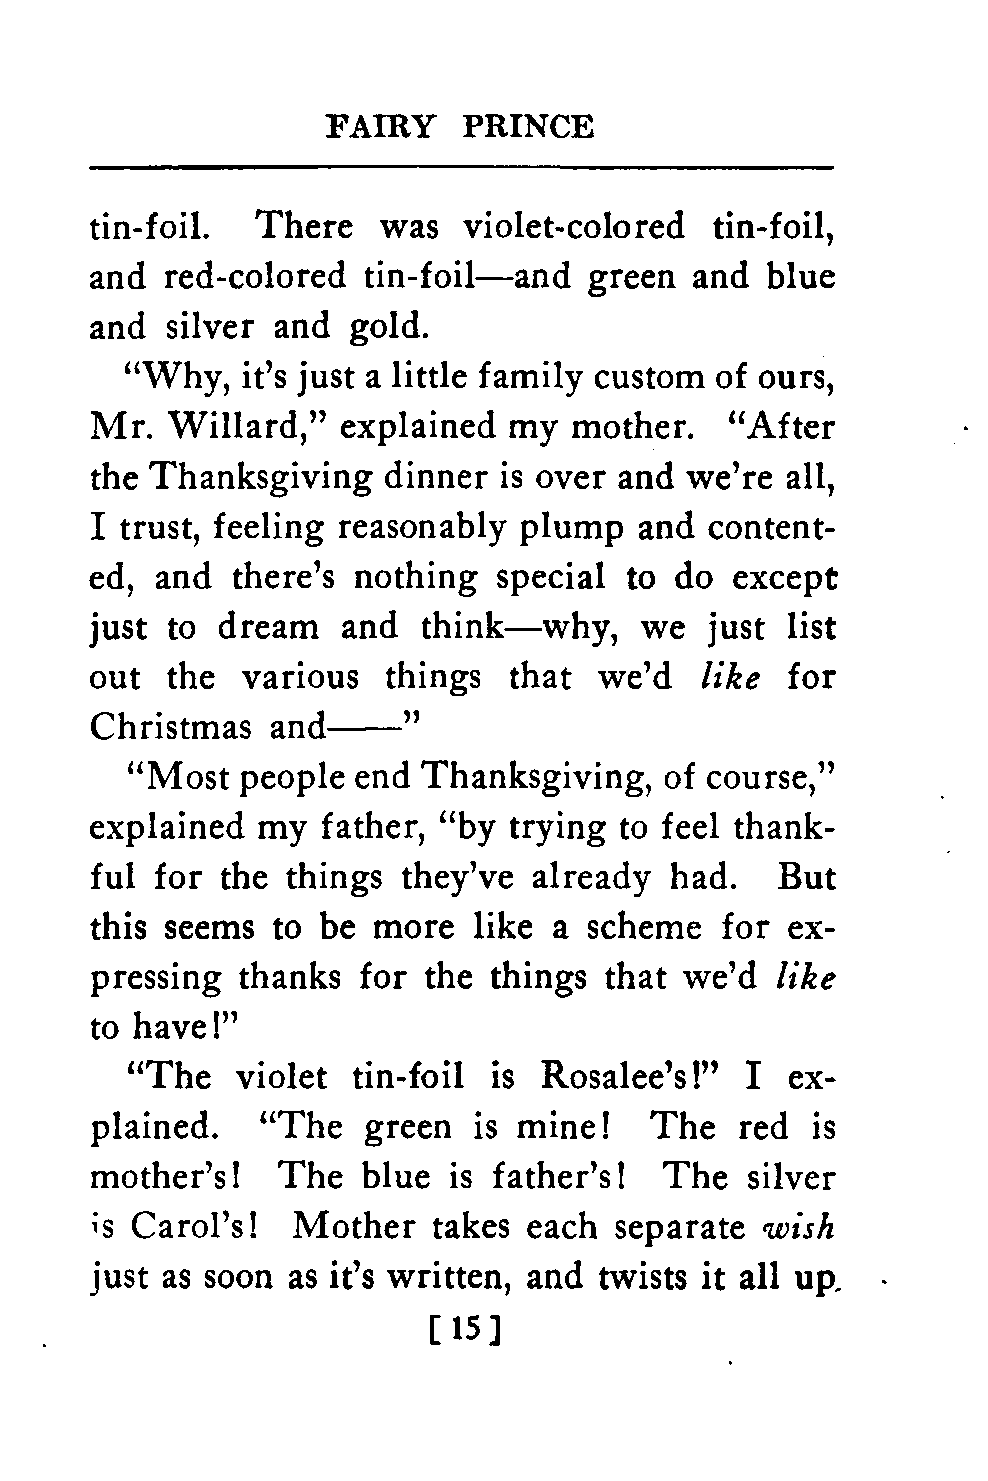 FAIRY PRINCE
tin-foil. There was violet-colored tin-foil,
and red-colored tin-foil—and green and blue
and silver and gold.
“Why, it’s just a little family custom of ours,
Mr. Willard,” explained my mother. “After
the Thanksgiving dinner is over and we’re all,
I trust, feeling reasonably plump and content-
ed, and there’s nothing special to do except
just to dream and think—why, we just list
out the various things that we’d like for
Christmas and——”
“Most people end Thanksgiving, of course,”
explained my father, “by trying to feel thank-
ful for the things they’ve already had. But
this seems to be more like a scheme for ex-
pressing thanks for the things that we’d like
to have!”
“The violet tin-foil is Rosalee’s!” I ex-
plained. “The green is mine! The red is
mother’s! The blue is father’s! The silver
is Carol’s! Mother takes each separate wish
just as soon as it’s written, and twists it all up.
[15]